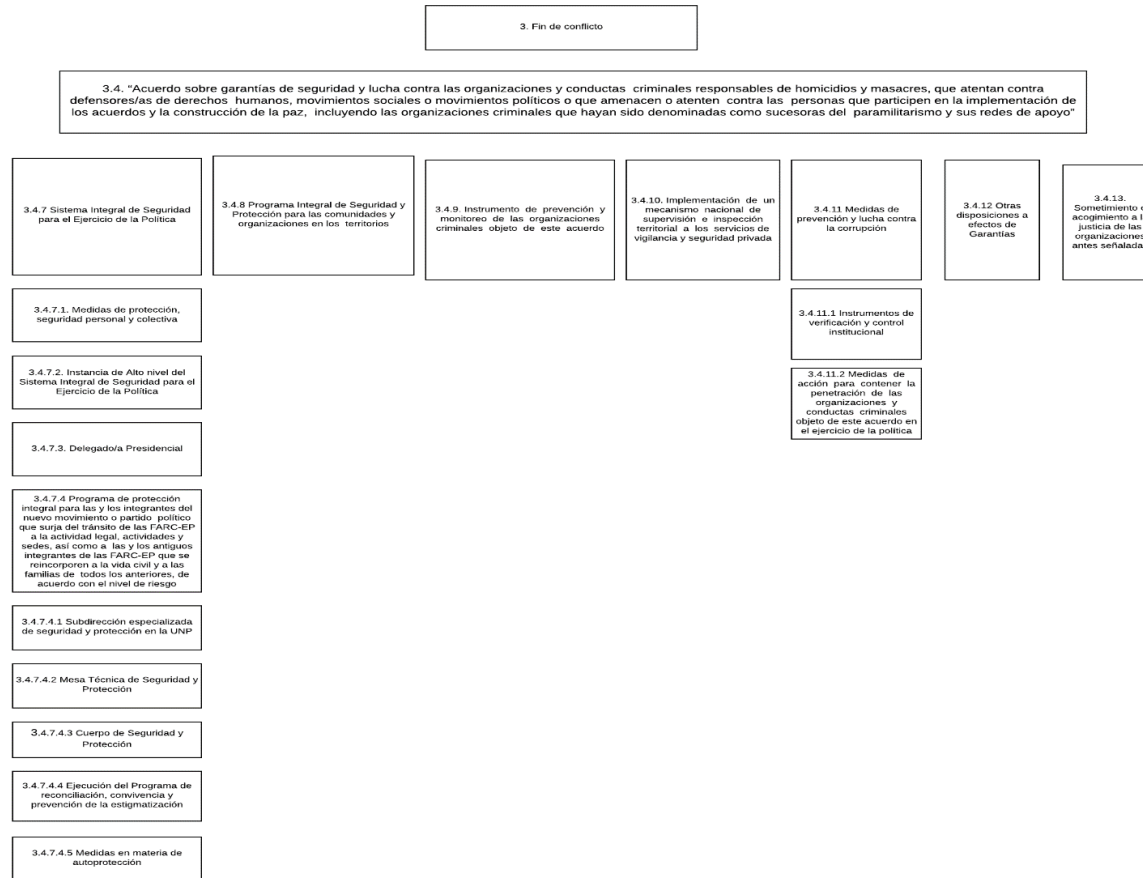 3. Fin de conflicto
3.4. "Acuerdo sobre garantías de seguridad y lucha contra las organizaciones y conductas criminales responsables de homicidios y masacres, que atentan contra
defensores/as de derechos humanos, movimientos sociales o movimientos políticos o que amenacen o atenten contra las personas que participen en la implementación de
los acuerdos y la construcción de la paz, incluyendo las organizaciones criminales que hayan sido denominadas como sucesoras del paramilitarismo y sus redes de apoyo"
3.4.7 Sistema Integral de Seguridad
para el Ejercicio de la Política
3.4.8 Programa Integral de Seguridad y
Protección para las comunidades y
organizaciones en los territorios
3.4.9. Instrumento de prevención y
monitoreo de las organizaciones
criminales objeto de este acuerdo
3.4.10. Implementación de un
mecanismo nacional de
supervisión e inspección
territorial a los servicios de
vigilancia y seguridad privada
3.4.11 Medidas de
prevención y lucha contra
la corrupción
3.4.12 Otras
disposiciones a
efectos de
Garantías
3.4.13.
Sometimiento
acogimiento a
justicia de las
organizaciones
antes
3.4.7.1. Medidas de protección,
seguridad personal y colectiva
3.4.7.2. Instancia de Alto nivel del
Sistema Integral de Seguridad para el
Ejercicio de la Política
3.4.7.3. Delegado/a Presidencial
3.4.7.4 Programa de protección
integral para las y los integrantes del
nuevo movimiento o partido político
que surja del tránsito de las FARC-EP
a la actividad legal, actividades y
sedes, así como a las y los antiguos
integrantes de las FARC-EP que se
reincorporen a la vida civil y a las
familias de todos los anteriores, de
acuerdo con el nivel de riesgo
3.4.7.4.1 Subdirección especializada
de seguridad y protección en la UNP
3.4.7.4.2 Mesa Técnica de Seguridad y
Protección
3.4.7.4.3 Cuerpo de Seguridad y
Protección
3.4.7.4.4 Ejecución del Programa de
reconciliación, convivencia y
prevención de la estigmatización
3.4.7.4.5 Medidas en materia de
autoprotección
3.4.11.1 Instrumentos de
verificación y control
institucional
3.4.11.2 Medidas de
acción para contener la
penetración de las
organizaciones y
conductas criminales
objeto de este acuerdo en
el ejercicio de la política